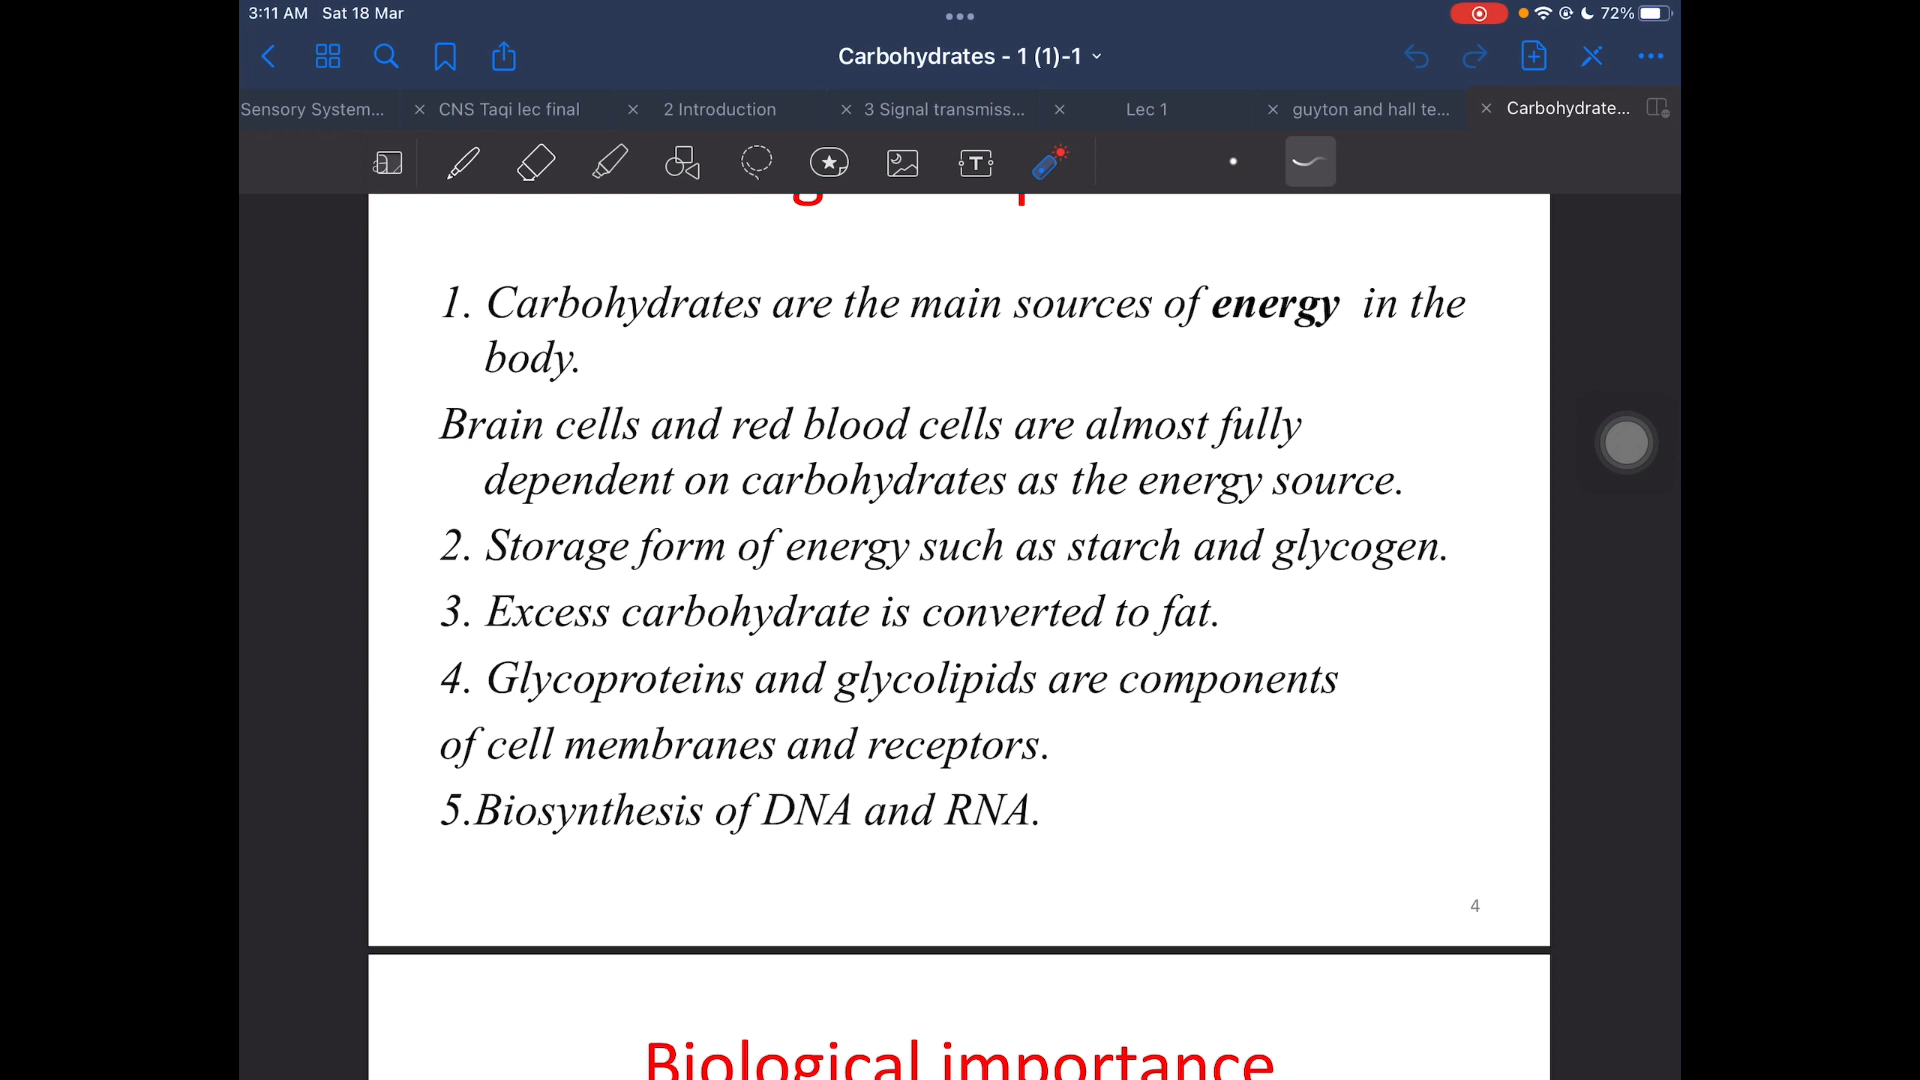 3:11 AM Sat 18 Mar
72%
Carbohydrates - 1 (1)-1
Sensory System... CNS Taqi lec final 2 Introduction 3 Signal transmiss... Lec 1 guyton and hall te... Carbohydrate...
1. Carbohydrates are the main sources of energy in the
body.
Brain cells and red blood cells are almost fully
dependent on carbohydrates as the energy source.
2. Storage form of energy such as starch and glycogen.
3. Excess carbohydrate is converted to fat.
4. Glycoproteins and glycolipids are components
of cell membranes and receptors.
5.Biosynthesis of DNA and RNA.
4
Biological importance